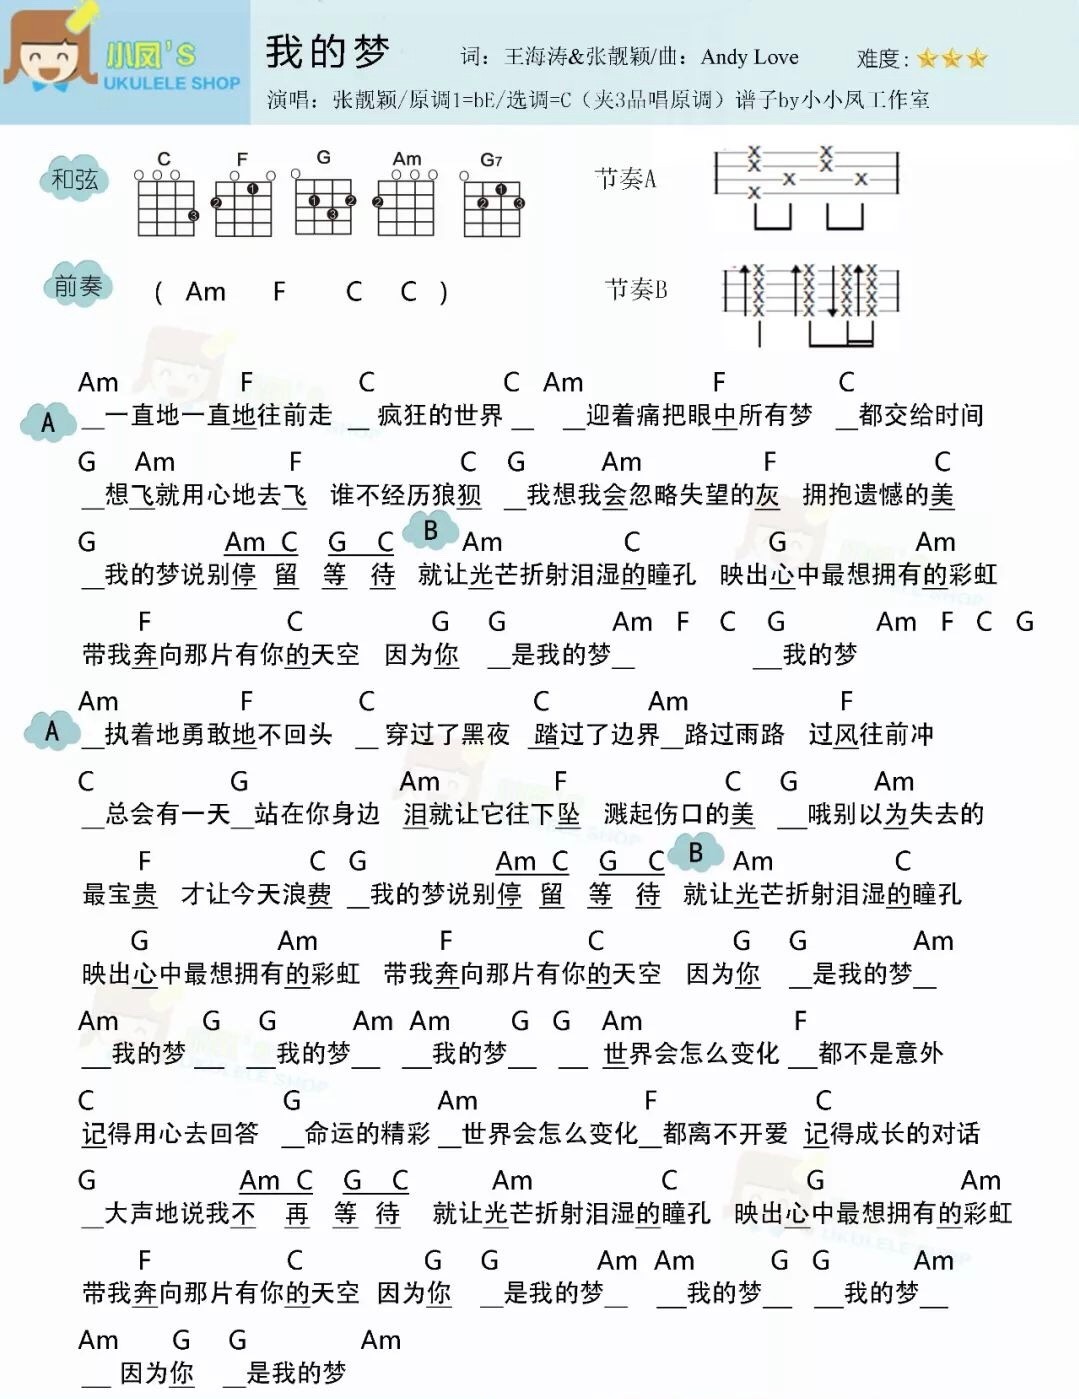 小凤'S
UKULELE SHOP
我的梦 词：王海涛&张靓颖/曲：Andy Love 难度：
演唱：张靓颖/原调1=bE/选调=C（夹3品唱原调）谱子by小小凤工作室
和弦 C F G Am G7 节奏A
前奏 ( Am F C C ) 节奏B
Am F C C Am F C
A __一直地一直地往前走 __疯狂的世界 __ __迎着痛把眼中所有梦 __都交给时间
G Am F C G Am F C
__想飞就用心地去飞 谁不经历狼狈 __我想我会忽略失望的灰 拥抱遗憾的美
G Am C G C B Am C G Am
__我的梦说别停 留 等 待 就让光芒折射泪湿的瞳孔 映出心中最想拥有的彩虹
F C G G Am F C G Am F C G
带我奔向那片有你的天空 因为你 __是我的梦__ __我的梦
Am F C C Am F
A __执着地勇敢地不回头 __穿过了黑夜 踏过了边界__路过雨路 过风往前冲
C G Am F C G Am
__总会有一天__站在你身边 泪就让它往下坠 溅起伤口的美 __哦别以为失去的
F C G Am C G C B Am C
最宝贵 才让今天浪费 __我的梦说别停 留 等 待 就让光芒折射泪湿的瞳孔
G Am F C G G Am
映出心中最想拥有的彩虹 带我奔向那片有你的天空 因为你 __是我的梦__
Am G G Am Am G G Am F
__我的梦__ __我的梦__ __我的梦__ __ 世界会怎么变化 __都不是意外
C G Am F C
记得用心去回答 __命运的精彩 __世界会怎么变化__都离不开爱 记得成长的对话
G Am C G C Am C G Am
__大声地说我不 再 等 待 就让光芒折射泪湿的瞳孔 映出心中最想拥有的彩虹
F C G G Am Am G G Am
带我奔向那片有你的天空 因为你 __是我的梦__ __我的梦__ __我的梦__
Am G G Am
__因为你 __是我的梦